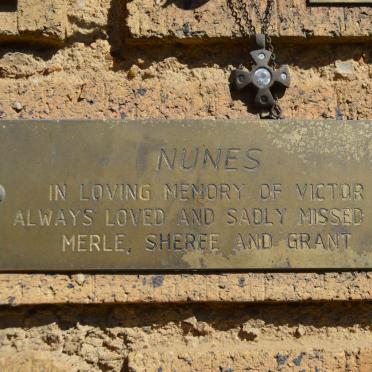 NUNES
IN LOVING MEMORY OF VICTOR
ALWAYS LOVED AND SADLY MISSED
MERLE, SHEREE AND GRANT